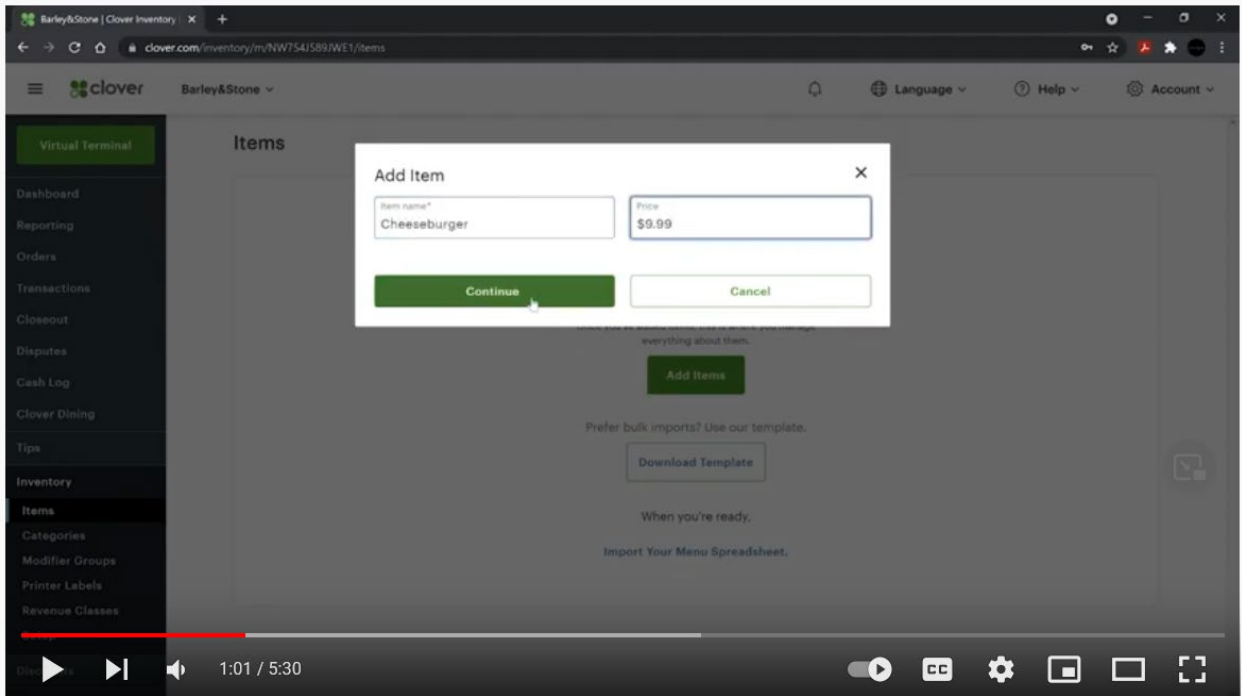 Barley&Stone | Clover Inventory
clover.com/inventory/m/NW7S4JS89JWE1/items
clover
Barley&Stone
Language
Help
Account
Virtual Terminal
Dashboard
Reporting
Orders
Transactions
Closeout
Disputes
Cash Log
Clover Dining
Tips
Inventory
Items
Categories
Modifier Groups
Printer Labels
Revenue Classes
Items
Add Item
Item name*
Cheeseburger
Price
$9.99
Continue
Cancel
everything about them.
Add Items
Prefer bulk imports? Use our template.
Download Template
When you're ready,
Import Your Menu Spreadsheet.
1:01 / 5:30
CC